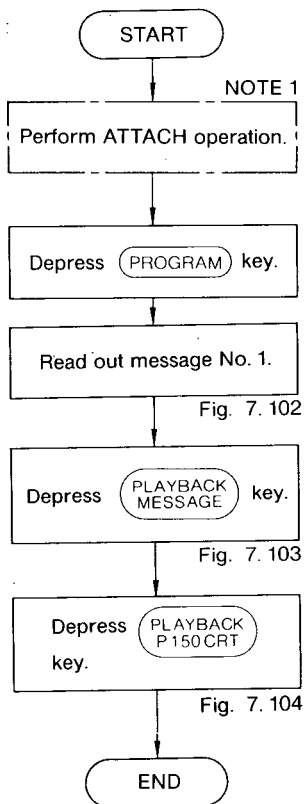 START
NOTE 1
Perform ATTACH operation.
Depress PROGRAM key.
Read out message No. 1.
Fig. 7.102
Depress PLAYBACK MESSAGE key.
Fig. 7.103
Depress PLAYBACK P150CRT
key.
Fig. 7.104
END